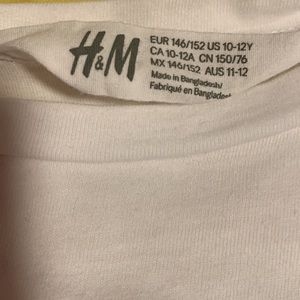 H&M
EUR 146/152 US 10-12Y
CA 10-12A CN 150/76
MX 146/152 AUS 11-12
Made in Bangladesh/
Fabriqué en Bangladesh